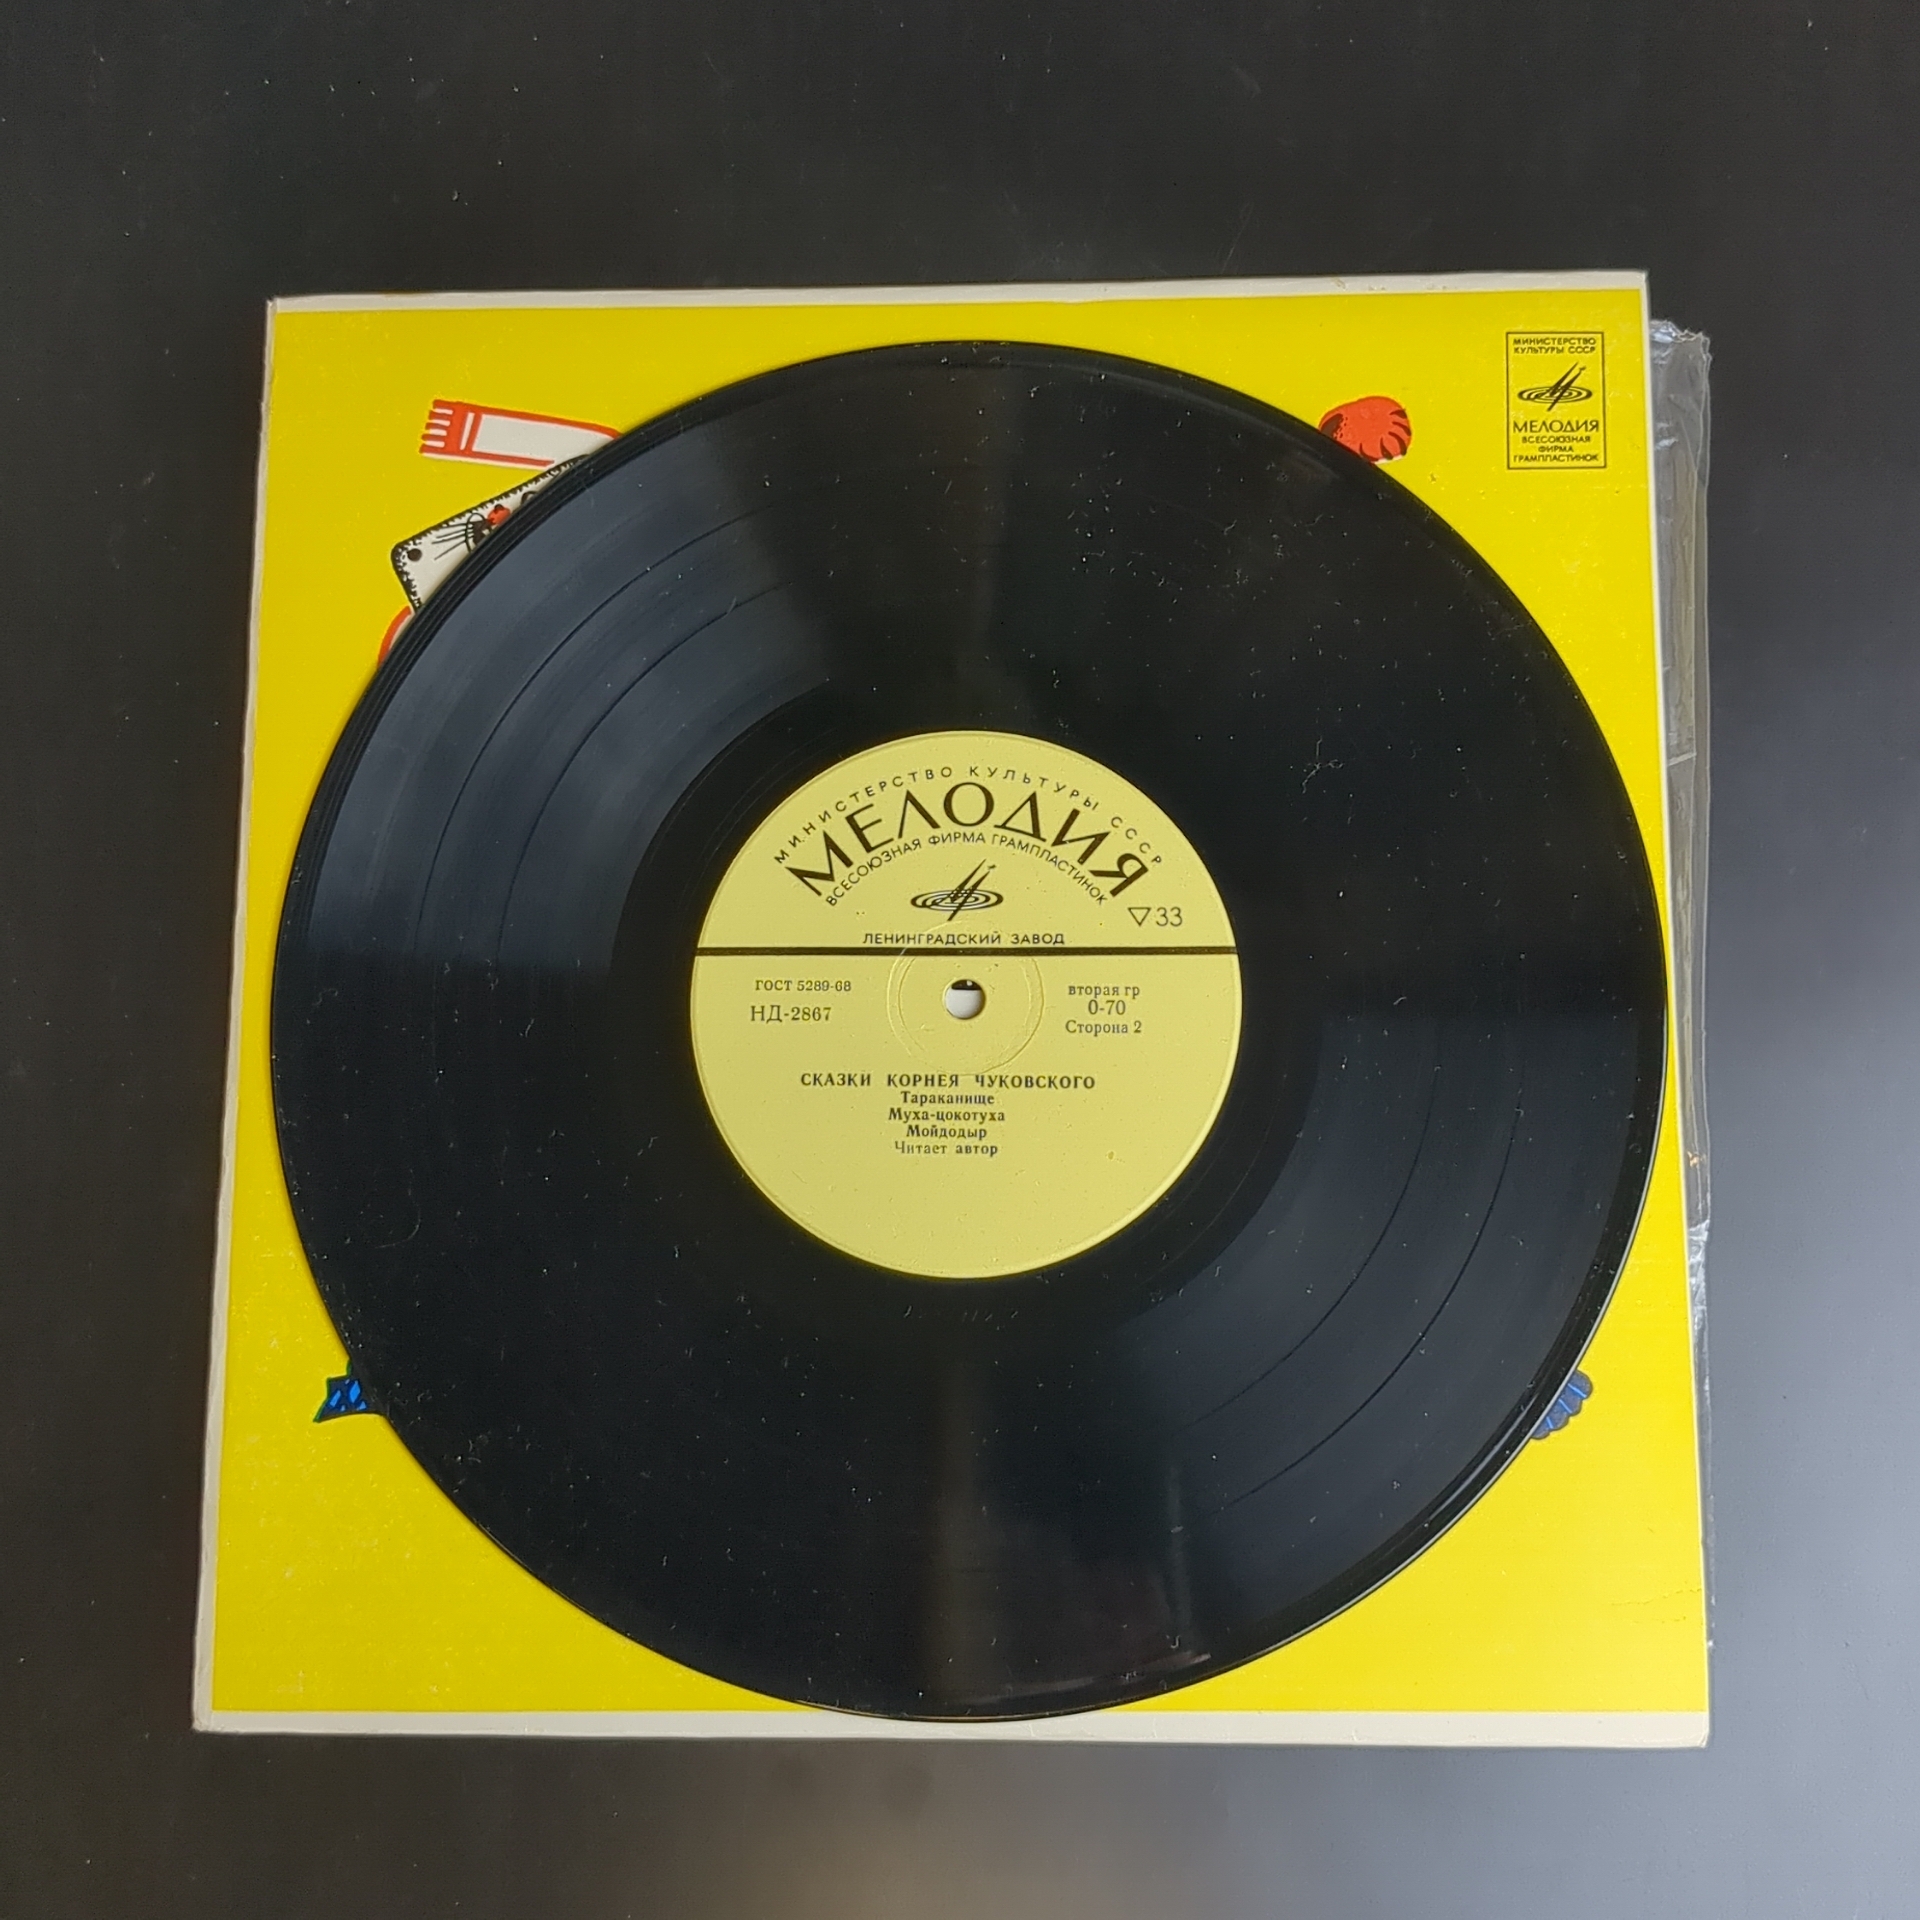 МИНИСТЕРСТВО
КУЛЬТУРЫ СССР
МЕЛОДИЯ
ВСЕСОЮЗНАЯ
ФИРМА
ГРАМПЛАСТИНОК
МИНИСТЕРСТВО КУЛЬТУРЫ СССР
МЕЛОДИЯ
ВСЕСОЮЗНАЯ ФИРМА ГРАМПЛАСТИНОК
▽33
ЛЕНИНГРАДСКИЙ ЗАВОД
ГОСТ 5289-68
НД-2867
вторая гр
0-70
Сторона 2
СКАЗКИ КОРНЕЯ ЧУКОВСКОГО
Тараканище
Муха-цокотуха
Мойдодыр
Читает автор